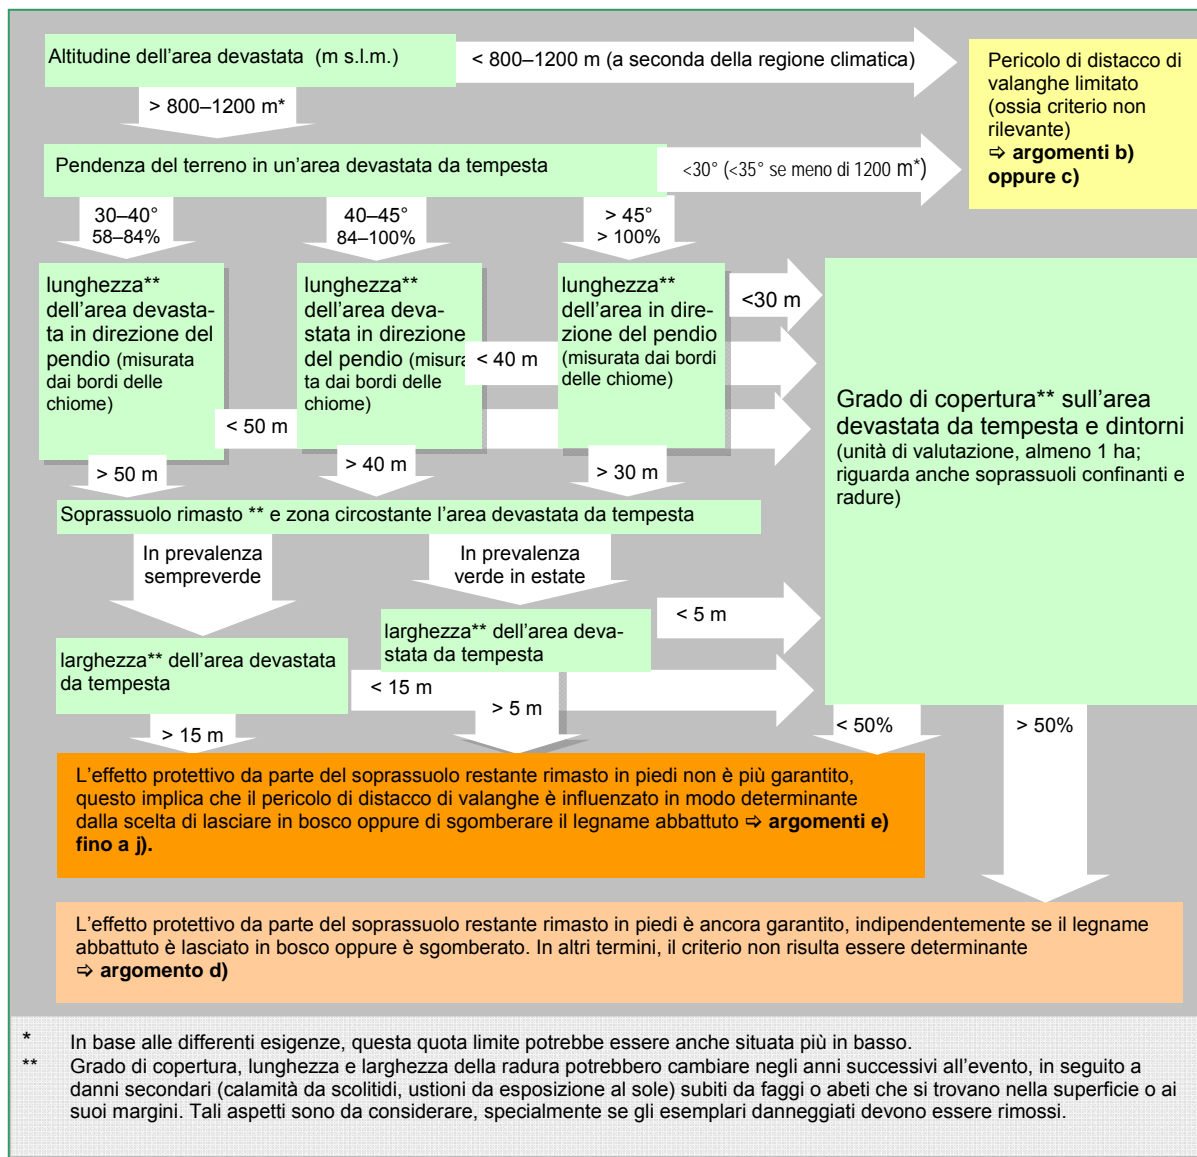 Altitudine dell'area devastata (m s.l.m.)
< 800–1200 m (a seconda della regione climatica)
Pericolo di distacco di
valanghe limitato
(ossia criterio non
rilevante)
⇨ argomenti b)
oppure c)
> 800–1200 m*
Pendenza del terreno in un'area devastata da tempesta
<30° (<35° se meno di 1200 m*)
30–40°
58–84%
40–45°
84–100%
> 45°
> 100%
lunghezza**
dell'area devasta-
ta in direzione del
pendio (misurata
dai bordi delle
chiome)
lunghezza**
dell'area deva-
stata in direzione
del pendio (misura
ta dai bordi delle
chiome)
lunghezza**
dell'area in dire-
zione del pendio
(misurata dai bordi
delle chiome)
<30 m
< 40 m
< 50 m
Grado di copertura** sull'area
devastata da tempesta e dintorni
(unità di valutazione, almeno 1 ha;
riguarda anche soprassuoli confinanti e
radure)
> 50 m
> 40 m
> 30 m
Soprassuolo rimasto ** e zona circostante l'area devastata da tempesta
In prevalenza
sempreverde
In prevalenza
verde in estate
larghezza** dell'area devastata
da tempesta
larghezza** dell'area deva-
stata da tempesta
< 5 m
< 15 m
> 5 m
> 15 m
< 50%
> 50%
L'effetto protettivo da parte del soprassuolo restante rimasto in piedi non è più garantito,
questo implica che il pericolo di distacco di valanghe è influenzato in modo determinante
dalla scelta di lasciare in bosco oppure di sgomberare il legname abbattuto ⇨ argomenti e)
fino a j).
L'effetto protettivo da parte del soprassuolo restante rimasto in piedi è ancora garantito, indipendentemente se il legname
abbattuto è lasciato in bosco oppure è sgomberato. In altri termini, il criterio non risulta essere determinante
⇨ argomento d)
* In base alle differenti esigenze, questa quota limite potrebbe essere anche situata più in basso.
** Grado di copertura, lunghezza e larghezza della radura potrebbero cambiare negli anni successivi all'evento, in seguito a
danni secondari (calamità da scolitidi, ustioni da esposizione al sole) subiti da faggi o abeti che si trovano nella superficie o ai
suoi margini. Tali aspetti sono da considerare, specialmente se gli esemplari danneggiati devono essere rimossi.